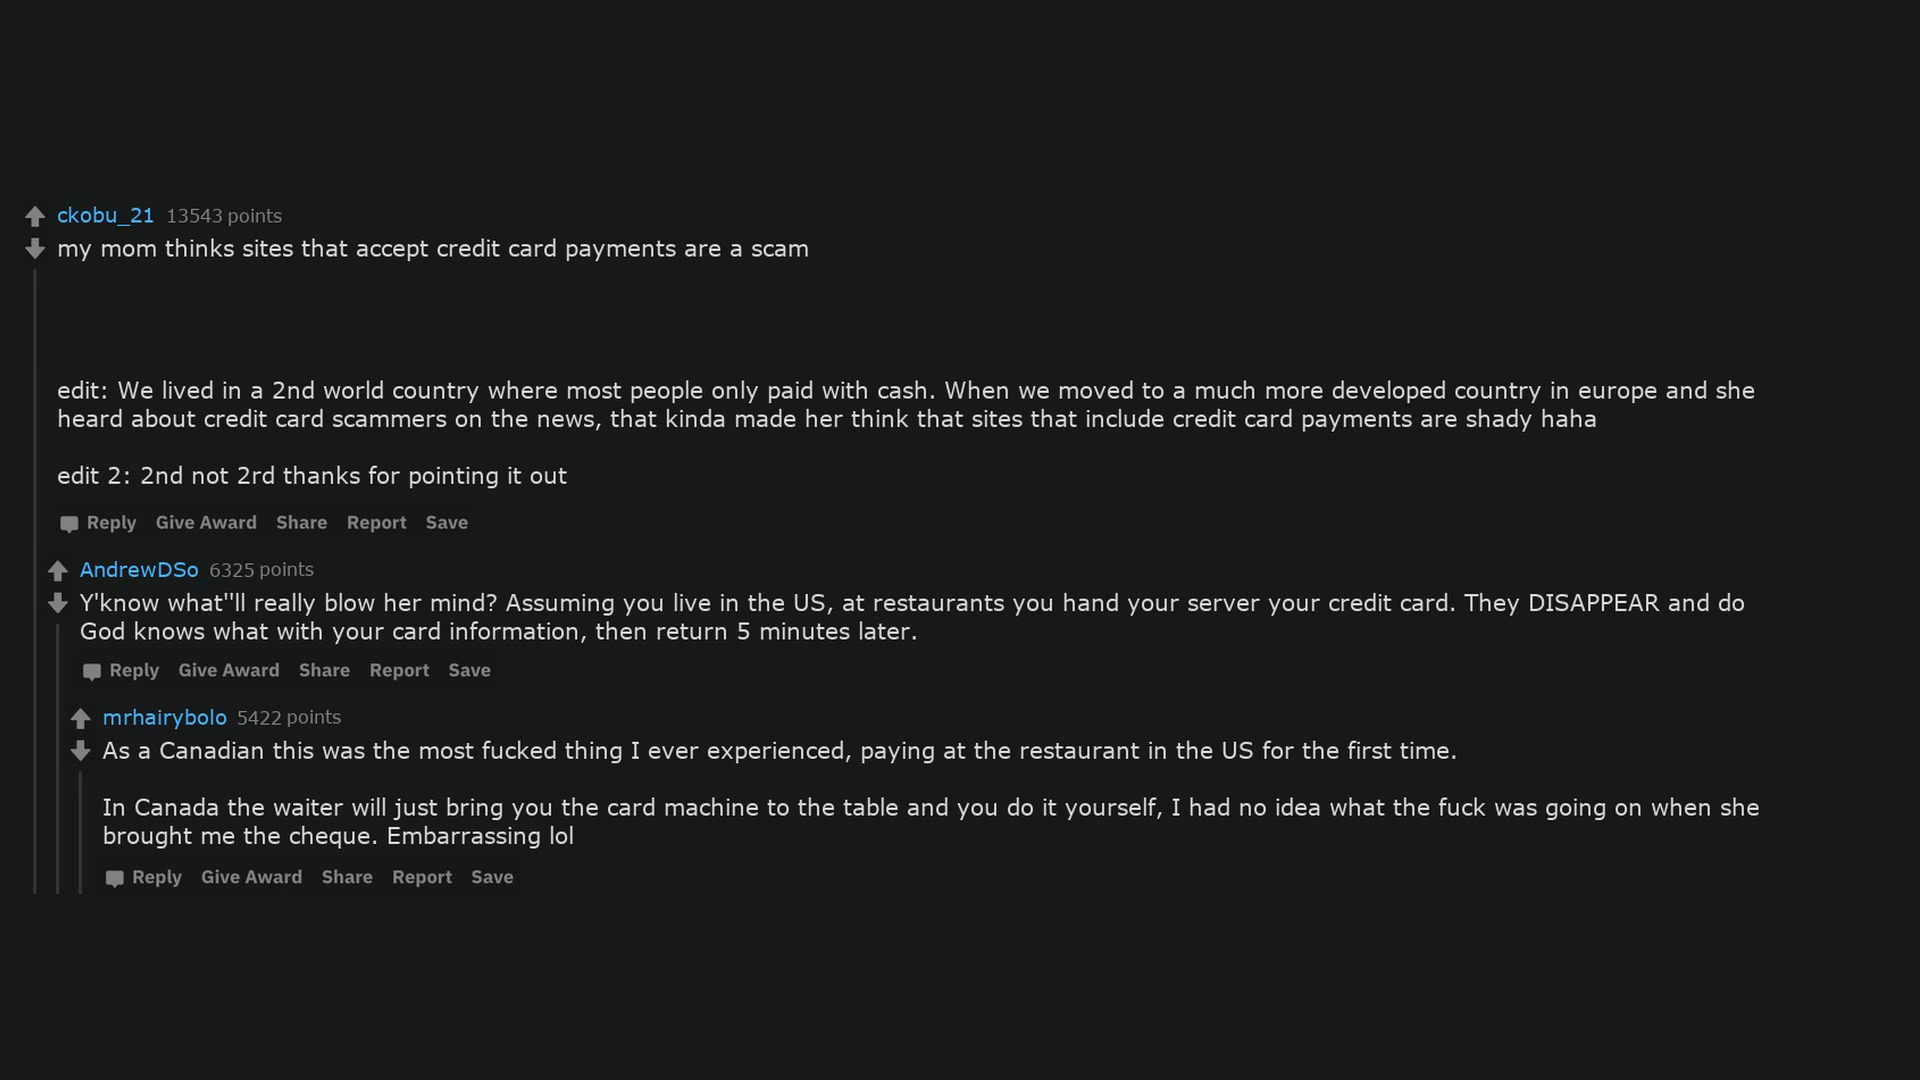 ckobu_21 13543 points
my mom thinks sites that accept credit card payments are a scam
edit: We lived in a 2nd world country where most people only paid with cash. When we moved to a much more developed country in europe and she
heard about credit card scammers on the news, that kinda made her think that sites that include credit card payments are shady haha
edit 2: 2nd not 2rd thanks for pointing it out
Reply Give Award Share Report Save
AndrewDSo 6325 points
Y'know what''ll really blow her mind? Assuming you live in the US, at restaurants you hand your server your credit card. They DISAPPEAR and do
God knows what with your card information, then return 5 minutes later.
Reply Give Award Share Report Save
mrhairybolo 5422 points
As a Canadian this was the most fucked thing I ever experienced, paying at the restaurant in the US for the first time.
In Canada the waiter will just bring you the card machine to the table and you do it yourself, I had no idea what the fuck was going on when she
brought me the cheque. Embarrassing lol
Reply Give Award Share Report Save